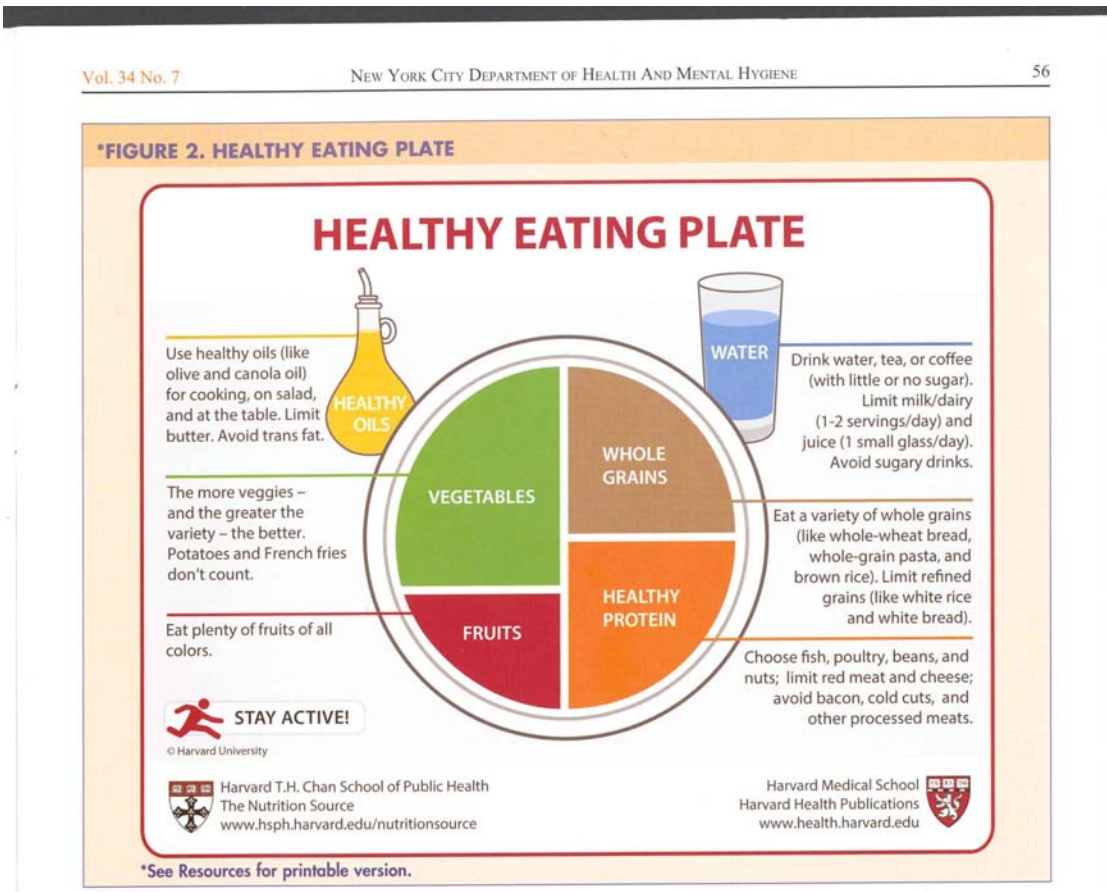 Vol. 34 No. 7
NEW YORK CITY DEPARTMENT OF HEALTH AND MENTAL HYGIENE
56
*FIGURE 2. HEALTHY EATING PLATE
HEALTHY EATING PLATE
Use healthy oils (like
olive and canola oil)
for cooking, on salad,
and at the table. Limit
butter. Avoid trans fat.
HEALTHY
OILS
The more veggies –
and the greater the
variety – the better.
Potatoes and French fries
don't count.
VEGETABLES
Eat plenty of fruits of all
colors.
FRUITS
WATER
Drink water, tea, or coffee
(with little or no sugar).
Limit milk/dairy
(1-2 servings/day) and
juice (1 small glass/day).
Avoid sugary drinks.
WHOLE
GRAINS
Eat a variety of whole grains
(like whole-wheat bread,
whole-grain pasta, and
brown rice). Limit refined
grains (like white rice
and white bread).
HEALTHY
PROTEIN
Choose fish, poultry, beans, and
nuts; limit red meat and cheese;
avoid bacon, cold cuts, and
other processed meats.
STAY ACTIVE!
© Harvard University
Harvard T.H. Chan School of Public Health
The Nutrition Source
www.hsph.harvard.edu/nutritionsource
Harvard Medical School
Harvard Health Publications
www.health.harvard.edu
*See Resources for printable version.